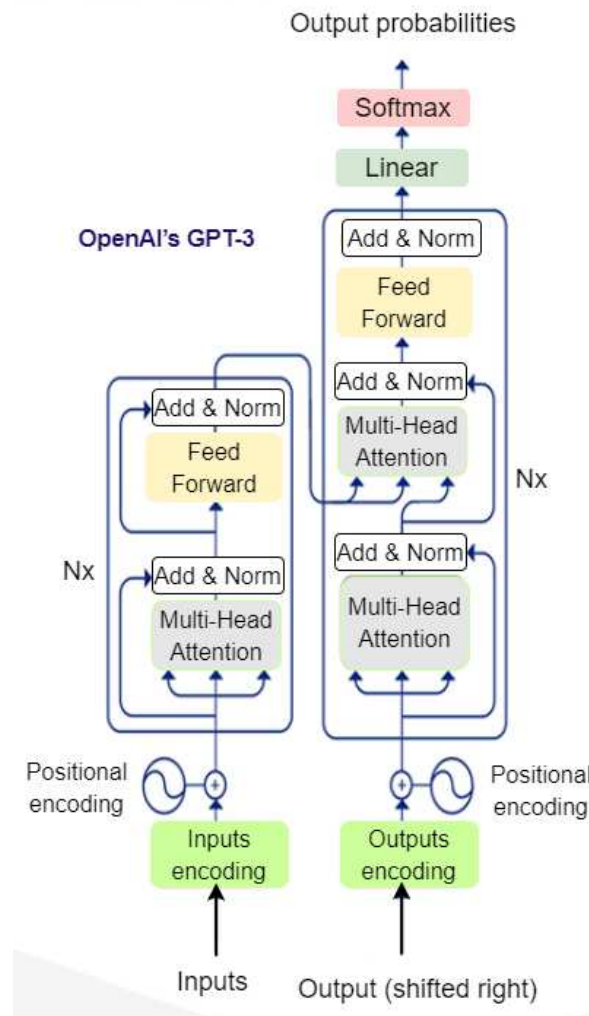 Output probabilities
Softmax
Linear
OpenAI's GPT-3
Add & Norm
Feed
Forward
Add & Norm
Multi-Head
Attention
Nx
Add & Norm
Multi-Head
Attention
Add & Norm
Feed
Forward
Nx
Add & Norm
Multi-Head
Attention
Positional
encoding
Positional
encoding
Inputs
encoding
Outputs
encoding
Inputs
Output (shifted right)